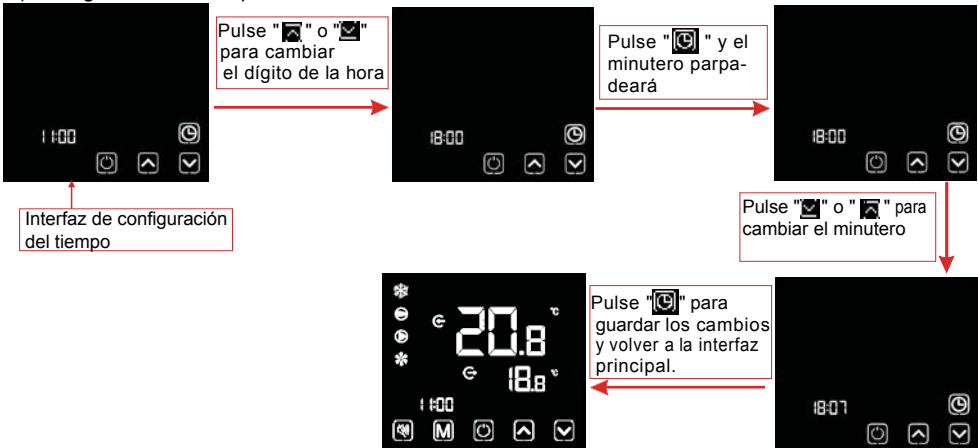 Pulse " " o " "
para cambiar
el dígito de la hora
Pulse " " y el
minutero parpa-
deará
11:00
18:00
18:00
Interfaz de configuración
del tiempo
Pulse " " o " " para
cambiar el minutero
20.8 °C
18.8 °C
11:00
M
Pulse " " para
guardar los cambios
y volver a la interfaz
principal.
18:07